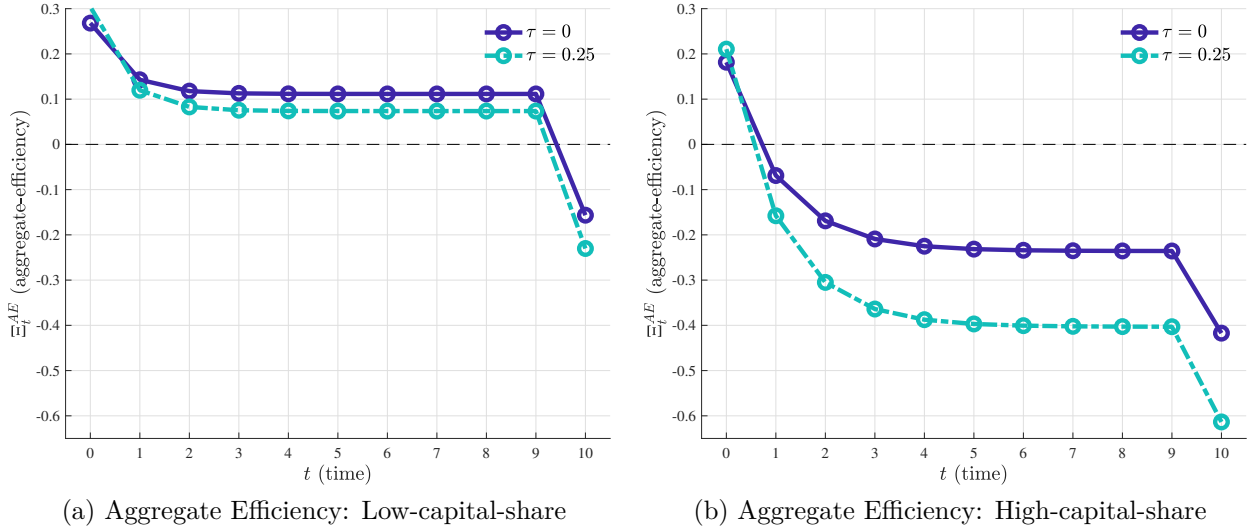 0.3
0.2
0.1
0
-0.1
-0.2
-0.3
-0.4
-0.5
-0.6
Ξ_t^{AE} (aggregate-efficiency)
τ = 0
τ = 0.25
0 1 2 3 4 5 6 7 8 9 10
t (time)
(a) Aggregate Efficiency: Low-capital-share
0.3
0.2
0.1
0
-0.1
-0.2
-0.3
-0.4
-0.5
-0.6
Ξ_t^{AE} (aggregate-efficiency)
τ = 0
τ = 0.25
0 1 2 3 4 5 6 7 8 9 10
t (time)
(b) Aggregate Efficiency: High-capital-share